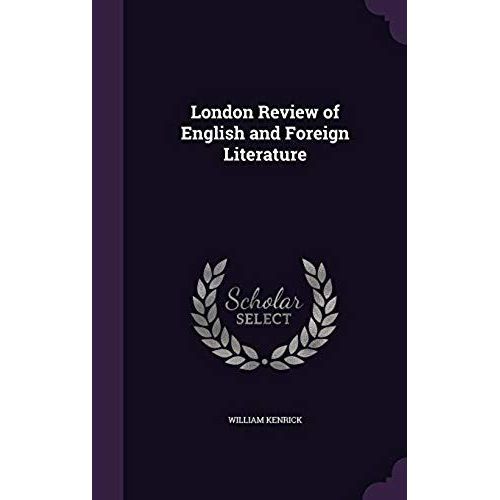 London Review of
English and Foreign
Literature
Scholar
SELECT
WILLIAM KENRICK